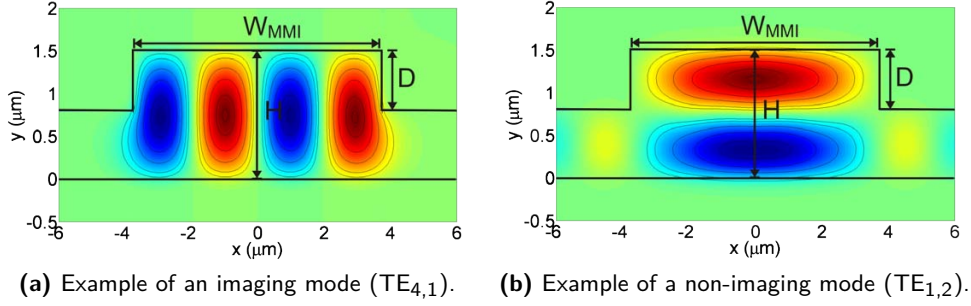 W_MMI
W_MMI
2
1.5
1
0.5
0
-0.5
y (μm)
H
D
-6
-4
-2
0
2
4
6
x (μm)
2
1.5
1
0.5
0
-0.5
y (μm)
H
D
-6
-4
-2
0
2
4
6
x (μm)
(a) Example of an imaging mode (TE4,1).
(b) Example of a non-imaging mode (TE1,2).